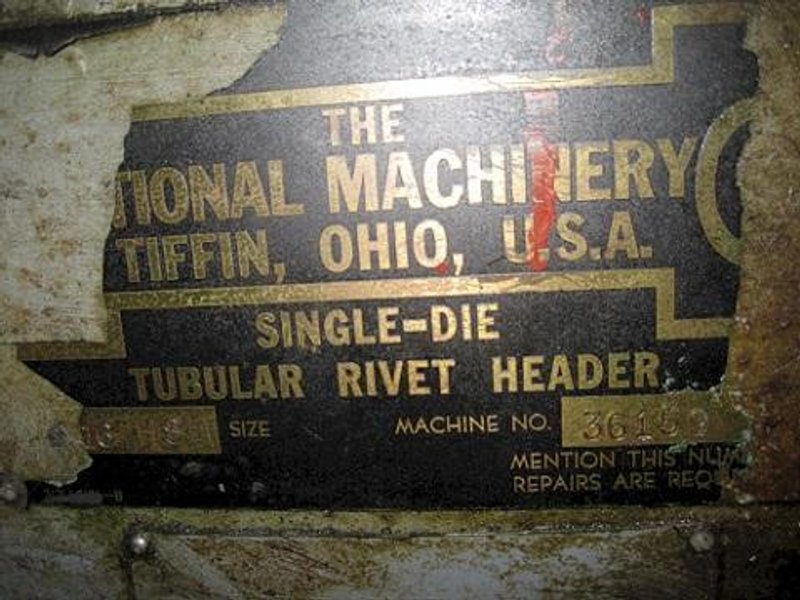 THE
TIONAL MACHINERY
TIFFIN, OHIO, U.S.A.
SINGLE-DIE
TUBULAR RIVET HEADER
SIZE MACHINE NO.
MENTION THIS NUM
REPAIRS ARE REQ